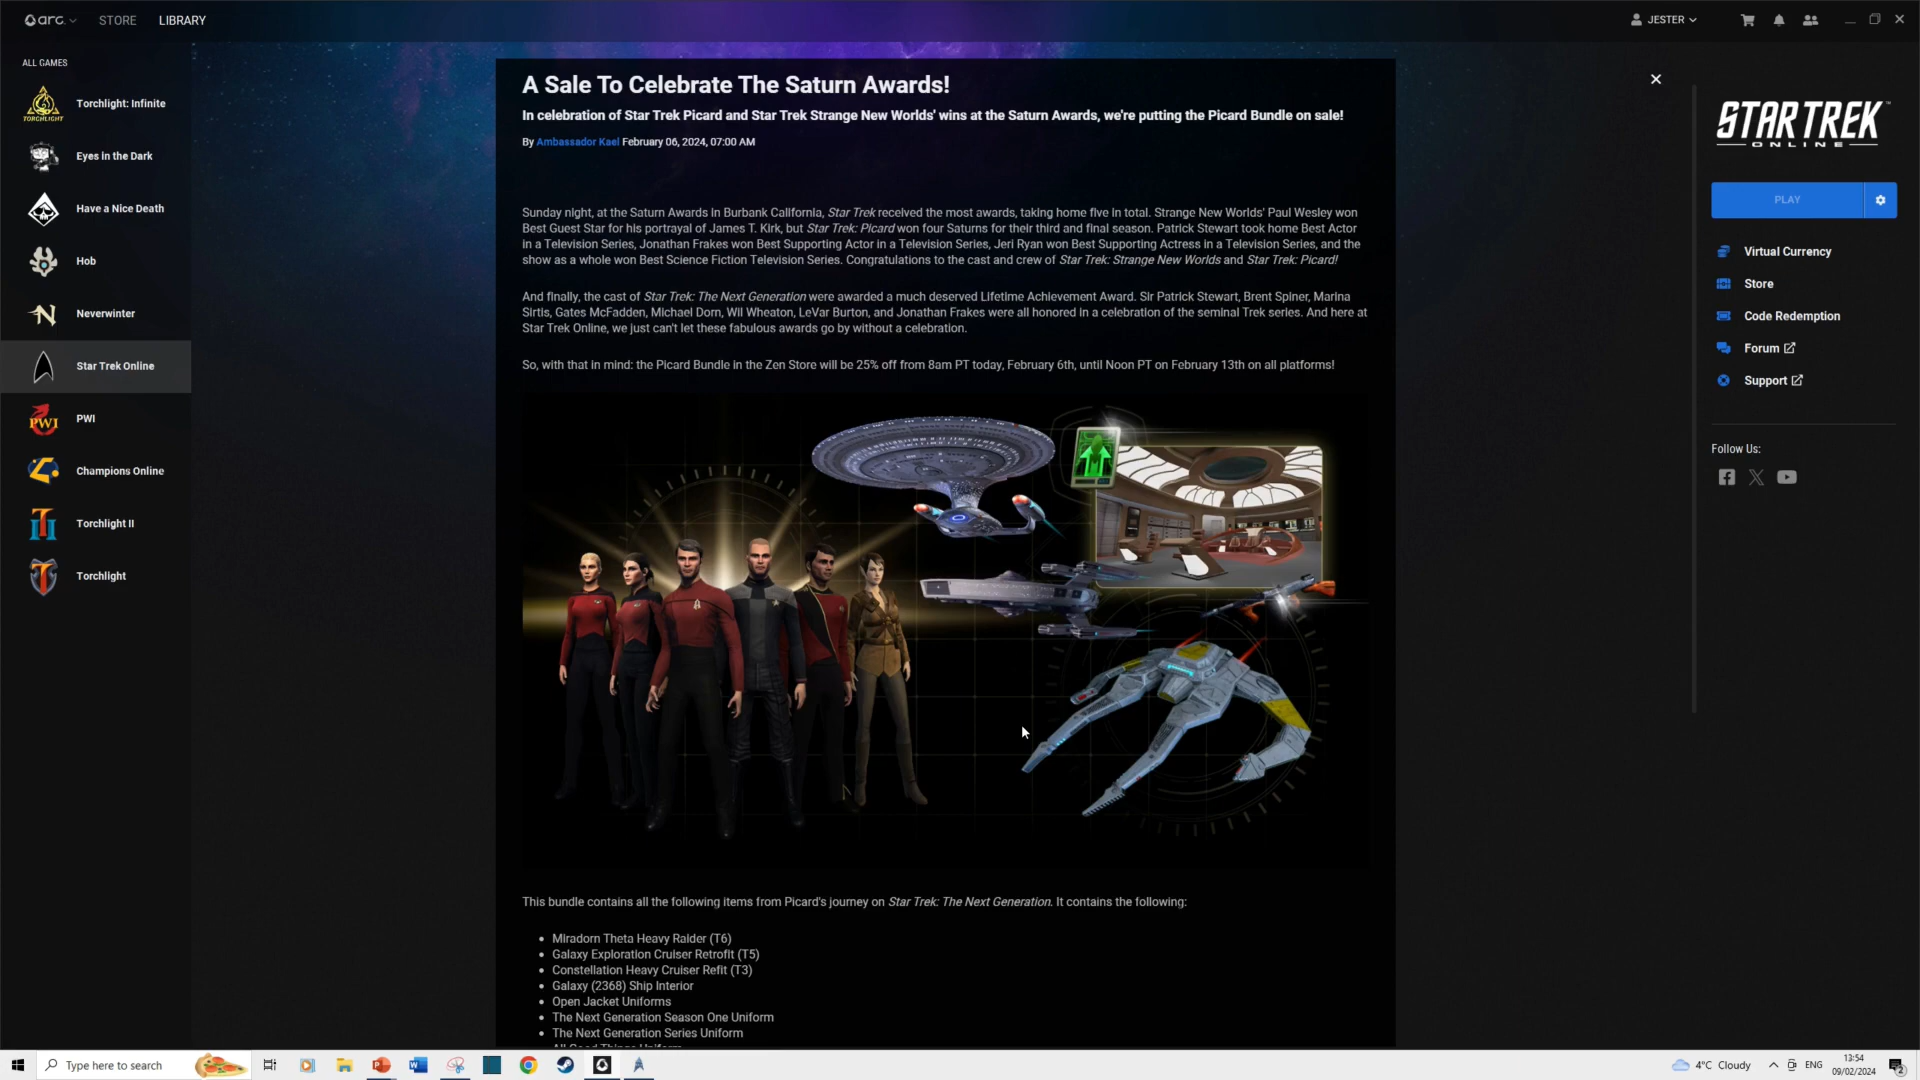 arc
STORE
LIBRARY
JESTER
ALL GAMES
TORCHLIGHT
Torchlight: Infinite
Eyes in the Dark
Have a Nice Death
Hob
Neverwinter
Star Trek Online
PWI
PWI
Champions Online
Torchlight II
Torchlight
A Sale To Celebrate The Saturn Awards!
In celebration of Star Trek Picard and Star Trek Strange New Worlds' wins at the Saturn Awards, we're putting the Picard Bundle on sale!
By Ambassador Kael February 06, 2024, 07:00 AM
Sunday night, at the Saturn Awards in Burbank California, Star Trek received the most awards, taking home five in total. Strange New Worlds' Paul Wesley won
Best Guest Star for his portrayal of James T. Kirk, but Star Trek: Picard won four Saturns for their third and final season. Patrick Stewart took home Best Actor
in a Television Series, Jonathan Frakes won Best Supporting Actor in a Television Series, Jeri Ryan won Best Supporting Actress in a Television Series, and the
show as a whole won Best Science Fiction Television Series. Congratulations to the cast and crew of Star Trek: Strange New Worlds and Star Trek: Picard!
And finally, the cast of Star Trek: The Next Generation were awarded a much deserved Lifetime Achievement Award. Sir Patrick Stewart, Brent Spiner, Marina
Sirtis, Gates McFadden, Michael Dorn, Wil Wheaton, LeVar Burton, and Jonathan Frakes were all honored in a celebration of the seminal Trek series. And here at
Star Trek Online, we just can't let these fabulous awards go by without a celebration.
So, with that in mind: the Picard Bundle in the Zen Store will be 25% off from 8am PT today, February 6th, until Noon PT on February 13th on all platforms!
This bundle contains all the following items from Picard's journey on Star Trek: The Next Generation. It contains the following:
• Miradorn Theta Heavy Raider (T6)
• Galaxy Exploration Cruiser Retrofit (T5)
• Constellation Heavy Cruiser Refit (T3)
• Galaxy (2368) Ship Interior
• Open Jacket Uniforms
• The Next Generation Season One Uniform
• The Next Generation Series Uniform
• All Good Things Uniform
STAR TREK
ONLINE
PLAY
Virtual Currency
Store
Code Redemption
Forum
Support
Follow Us:
Type here to search
4°C Cloudy
ENG
13:54
09/02/2024
2